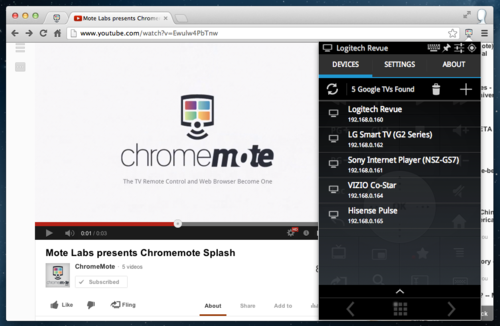 Mote Labs presents Chrome
www.youtube.com/watch?v=Ewulw4PbTnw
Logitech Revue
DEVICES
SETTINGS
ABOUT
5 Google TVs Found
Logitech Revue
192.168.0.160
LG Smart TV (G2 Series)
192.168.0.162
Sony Internet Player (NSZ-GS7)
192.168.0.161
VIZIO Co-Star
192.168.0.164
Hisense Pulse
192.168.0.165
chromemote
The TV Remote Control and Web Browser Become One
0:01 / 0:03
Mote Labs presents Chromemote Splash
ChromeMote · 5 videos
Subscribed
Like
Fling
About
Share
Add to